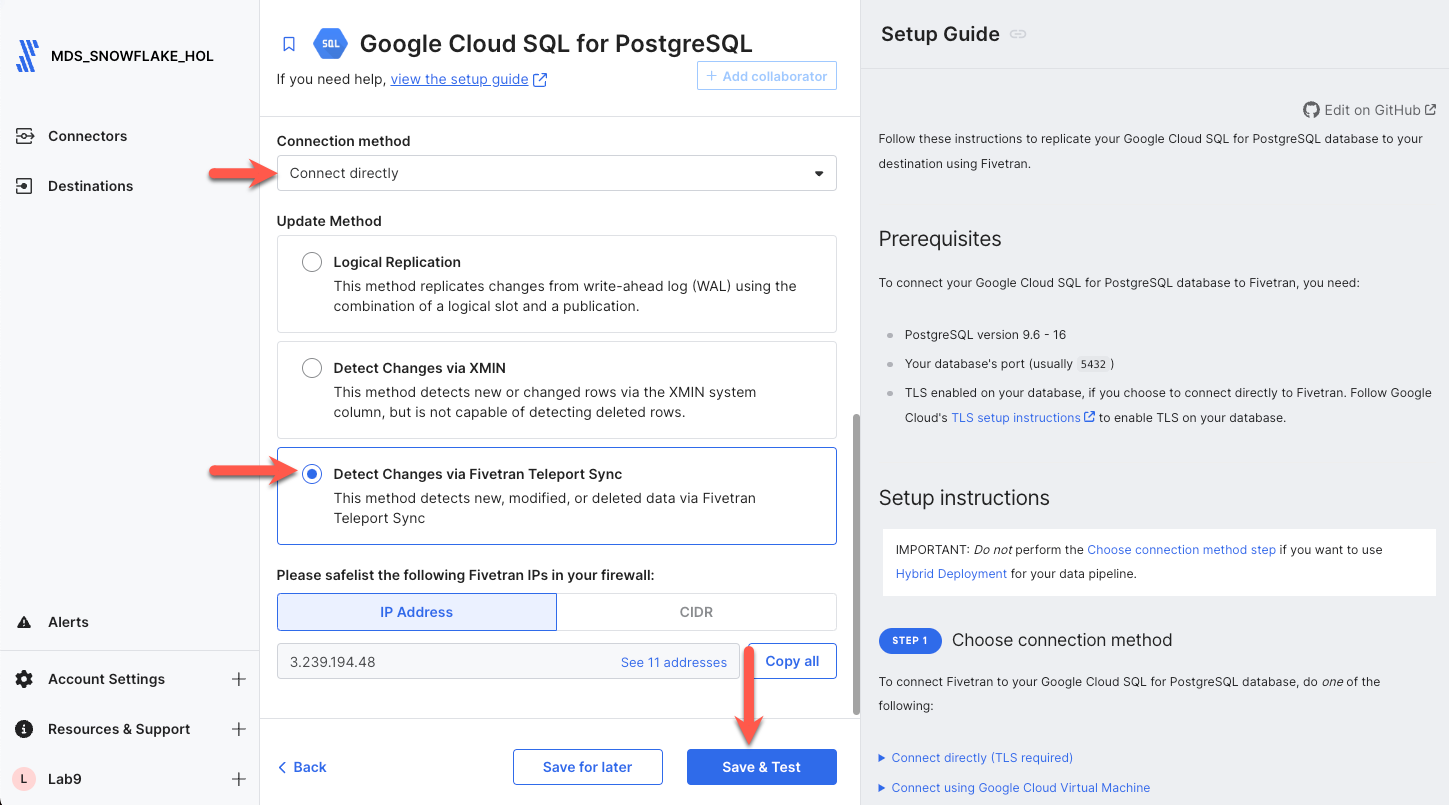 MDS_SNOWFLAKE_HOL
Connectors
Destinations
Alerts
Account Settings
Resources & Support
L
Lab9
SQL
Google Cloud SQL for PostgreSQL
If you need help, view the setup guide
+ Add collaborator
Connection method
Connect directly
Update Method
Logical Replication
This method replicates changes from write-ahead log (WAL) using the
combination of a logical slot and a publication.
Detect Changes via XMIN
This method detects new or changed rows via the XMIN system
column, but is not capable of detecting deleted rows.
Detect Changes via Fivetran Teleport Sync
This method detects new, modified, or deleted data via Fivetran
Teleport Sync
Please safelist the following Fivetran IPs in your firewall:
IP Address
CIDR
3.239.194.48
See 11 addresses
Copy all
Back
Save for later
Save & Test
Setup Guide
Edit on GitHub
Follow these instructions to replicate your Google Cloud SQL for PostgreSQL database to your
destination using Fivetran.
Prerequisites
To connect your Google Cloud SQL for PostgreSQL database to Fivetran, you need:
PostgreSQL version 9.6 - 16
Your database's port (usually 5432 )
TLS enabled on your database, if you choose to connect directly to Fivetran. Follow Google
Cloud's TLS setup instructions to enable TLS on your database.
Setup instructions
IMPORTANT: Do not perform the Choose connection method step if you want to use
Hybrid Deployment for your data pipeline.
STEP 1
Choose connection method
To connect Fivetran to your Google Cloud SQL for PostgreSQL database, do one of the
following:
Connect directly (TLS required)
Connect using Google Cloud Virtual Machine